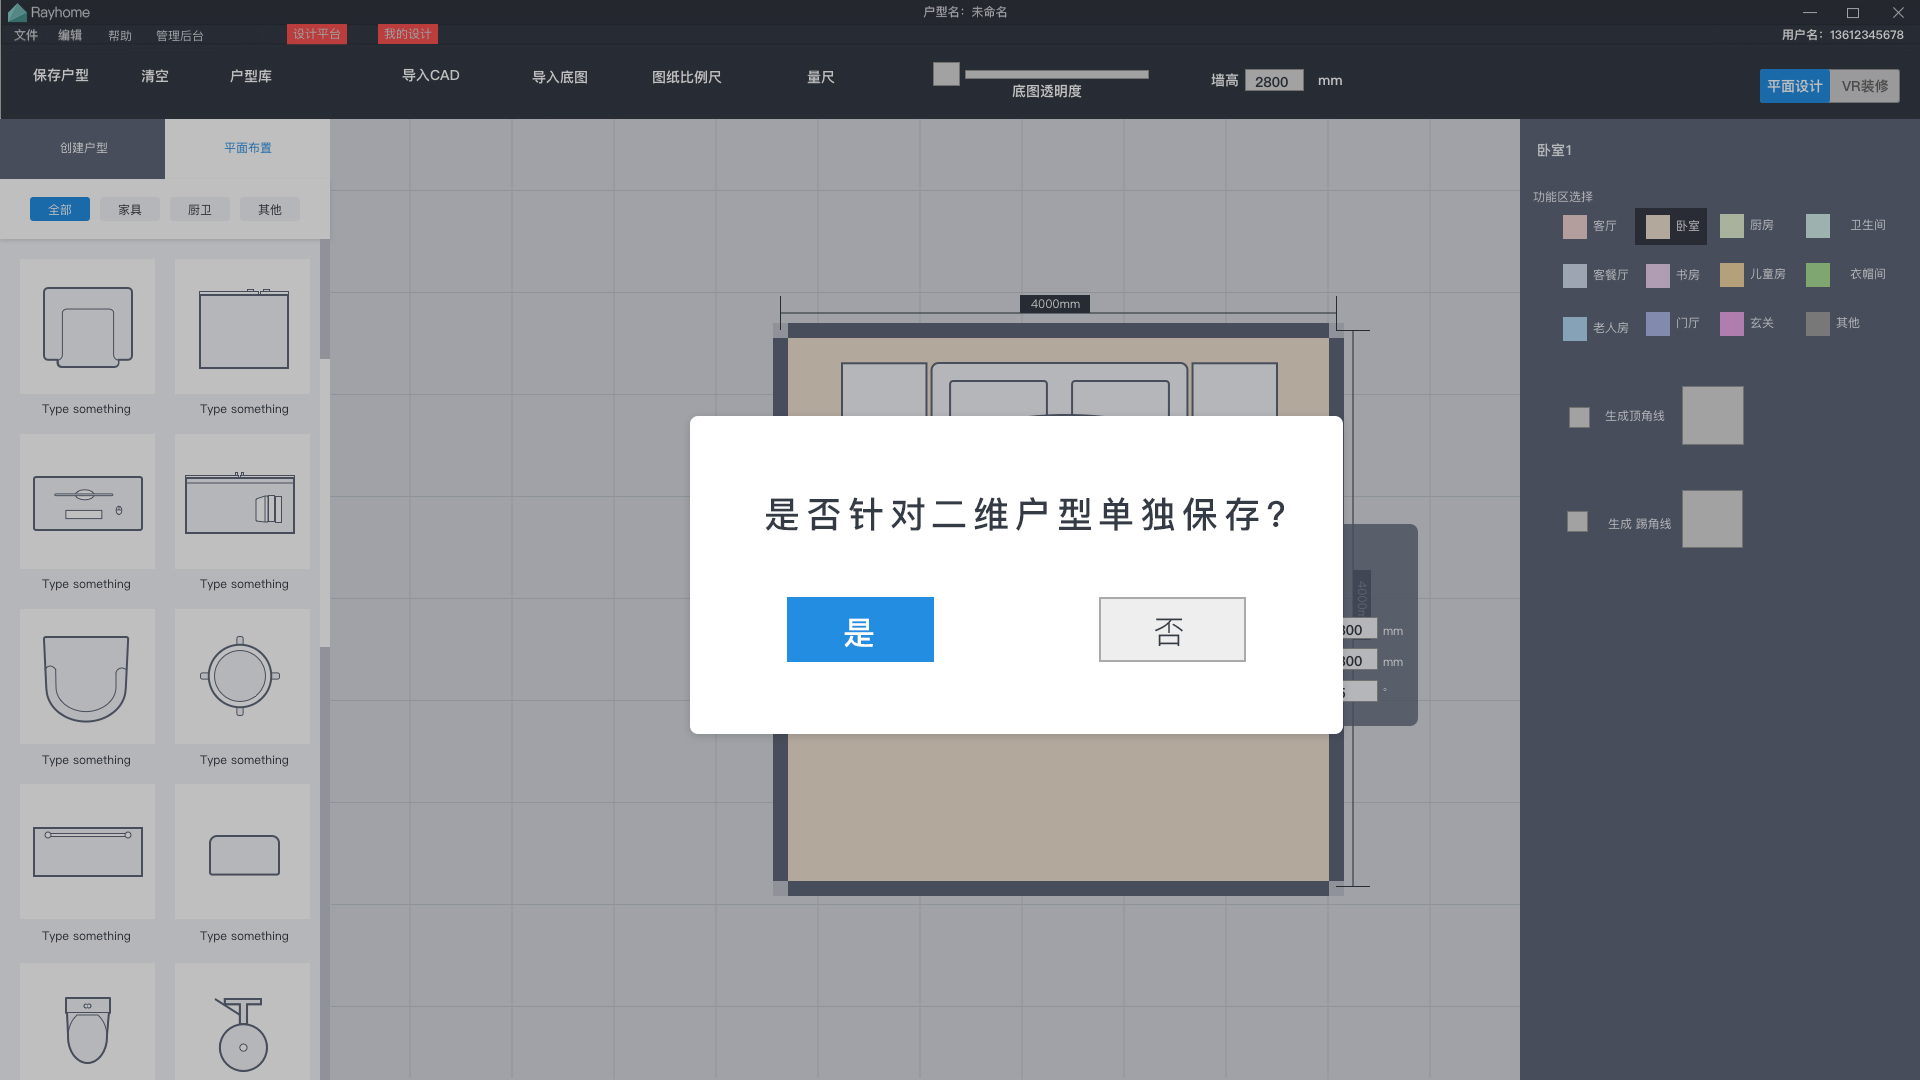 Rayhome
户型名：未命名
文件 编辑 帮助 管理后台 设计平台 我的设计
用户名：13612345678
保存户型 清空 户型库 导入CAD 导入底图 图纸比例尺 量尺
底图透明度
墙高 2800 mm
平面设计 VR装修
创建户型 平面布置
全部 家具 厨卫 其他
Type something Type something
Type something Type something
Type something Type something
Type something Type something
4000mm
是否针对二维户型单独保存?
是 否
mm
mm
°
卧室1
功能区选择
客厅 卧室 厨房 卫生间
客餐厅 书房 儿童房 衣帽间
老人房 门厅 玄关 其他
生成顶角线
生成 踢角线